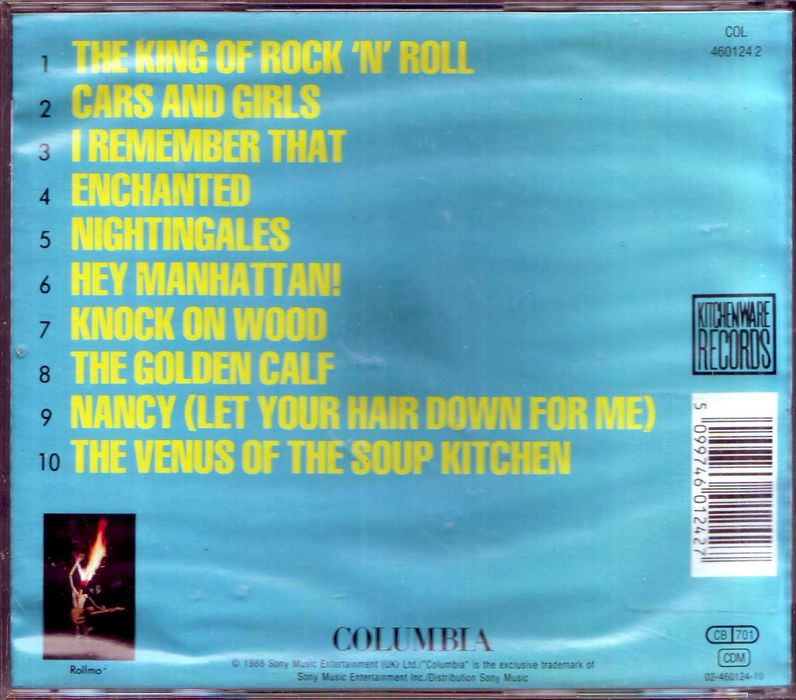 COL
460124 2
1 THE KING OF ROCK 'N' ROLL
2 CARS AND GIRLS
3 I REMEMBER THAT
4 ENCHANTED
5 NIGHTINGALES
6 HEY MANHATTAN!
7 KNOCK ON WOOD
8 THE GOLDEN CALF
9 NANCY (LET YOUR HAIR DOWN FOR ME)
10 THE VENUS OF THE SOUP KITCHEN
KITCHENWARE
RECORDS
5 099746 012427
Rollmo
COLUMBIA
© 1988 Sony Music Entertainment (UK) Ltd./"Columbia" is the exclusive trademark of
Sony Music Entertainment Inc./Distribution Sony Music
CB 701
CDM
02-460124-10